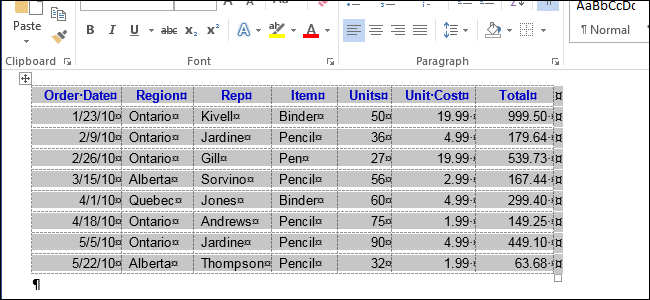 Paste
B I U abc x₂ x² A A
AaBbCcDc
¶ Normal
Clipboard Font Paragraph
Order·Date¤ Region¤ Rep¤ Item¤ Units¤ Unit·Cost¤ Total¤ ¤
1/23/10¤ Ontario¤ Kivell¤ Binder¤ 50¤ 19.99·¤ 999.50·¤ ¤
2/9/10¤ Ontario¤ Jardine¤ Pencil¤ 36¤ 4.99·¤ 179.64·¤ ¤
2/26/10¤ Ontario¤ Gill¤ Pen¤ 27¤ 19.99·¤ 539.73·¤ ¤
3/15/10¤ Alberta¤ Sorvino¤ Pencil¤ 56¤ 2.99·¤ 167.44·¤ ¤
4/1/10¤ Quebec¤ Jones¤ Binder¤ 60¤ 4.99·¤ 299.40·¤ ¤
4/18/10¤ Ontario¤ Andrews¤ Pencil¤ 75¤ 1.99·¤ 149.25·¤ ¤
5/5/10¤ Ontario¤ Jardine¤ Pencil¤ 90¤ 4.99·¤ 449.10·¤ ¤
5/22/10¤ Alberta¤ Thompson¤ Pencil¤ 32¤ 1.99·¤ 63.68·¤ ¤
¶